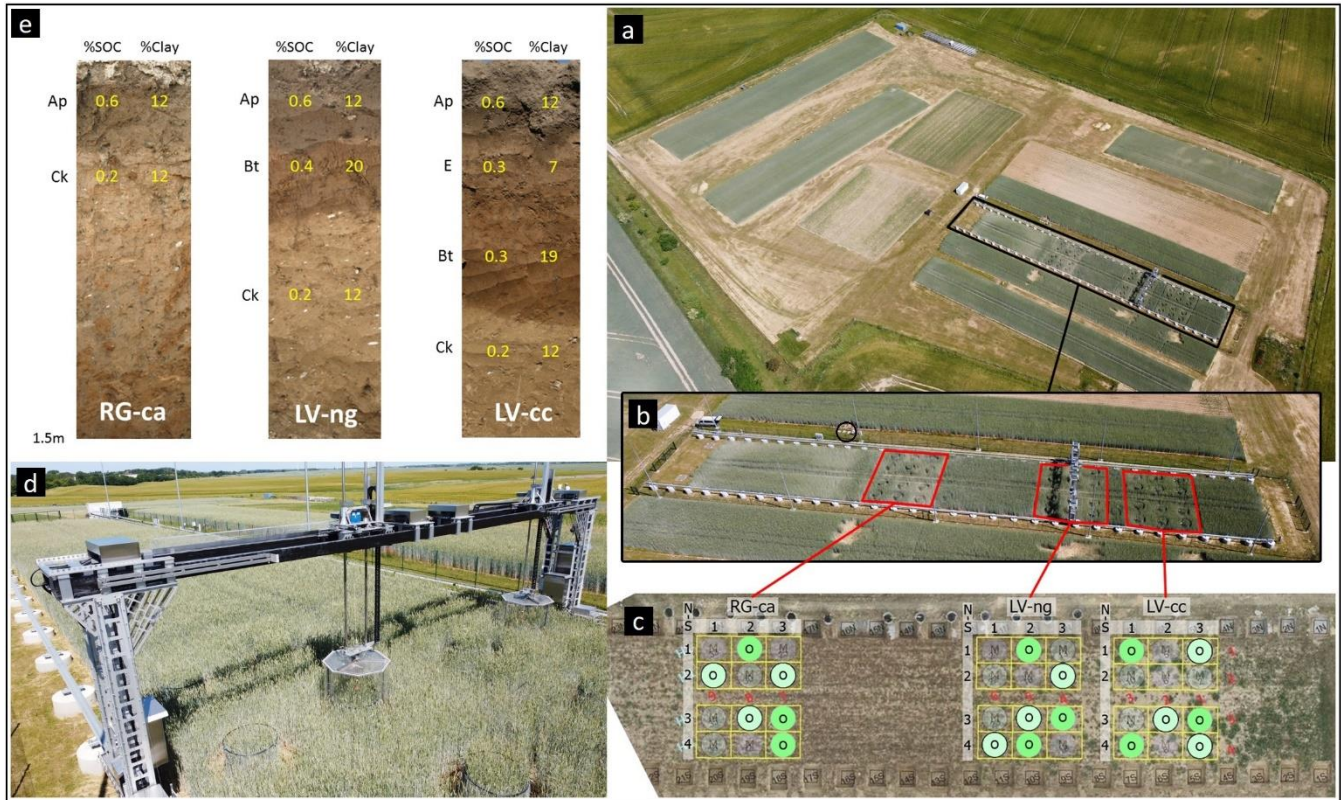 e
%SOC %Clay
Ap 0.6 12
Ck 0.2 12
RG-ca
1.5m
%SOC %Clay
Ap 0.6 12
Bt 0.4 20
Ck 0.2 12
LV-ng
%SOC %Clay
Ap 0.6 12
E 0.3 7
Bt 0.3 19
Ck 0.2 12
LV-cc
a
b
d
c
RG-ca
N
S 1 2 3
1 M O M
2 O M O
3 M O O
4 M M O
LV-ng
N
S 1 2 3
1 M O M
2 M M O
3 M O O
4 O O M
LV-cc
N
S 1 2 3
1 O M O
2 M M M
3 M O O
4 O M O